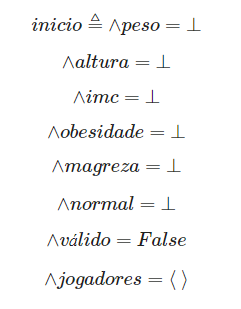 inicio ≜ ∧peso = ⊥
∧altura = ⊥
∧imc = ⊥
∧obesidade = ⊥
∧magreza = ⊥
∧normal = ⊥
∧válido = False
∧jogadores = ⟨ ⟩